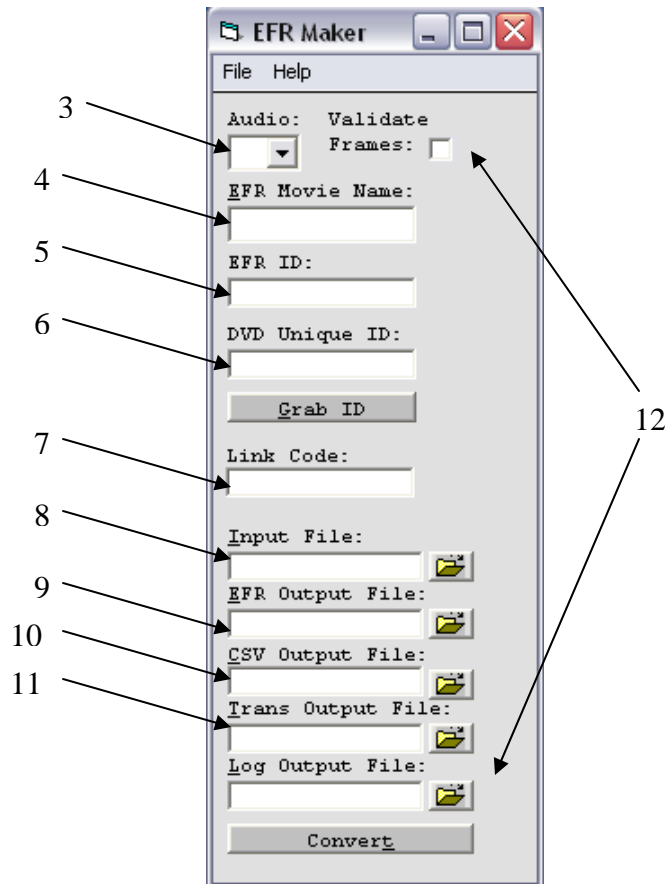 EFR Maker
File Help
3
Audio: Validate
Frames:
4
EFR Movie Name:
5
EFR ID:
6
DVD Unique ID:
Grab ID
12
7
Link Code:
8
Input File:
9
EFR Output File:
10
CSV Output File:
11
Trans Output File:
Log Output File:
Convert